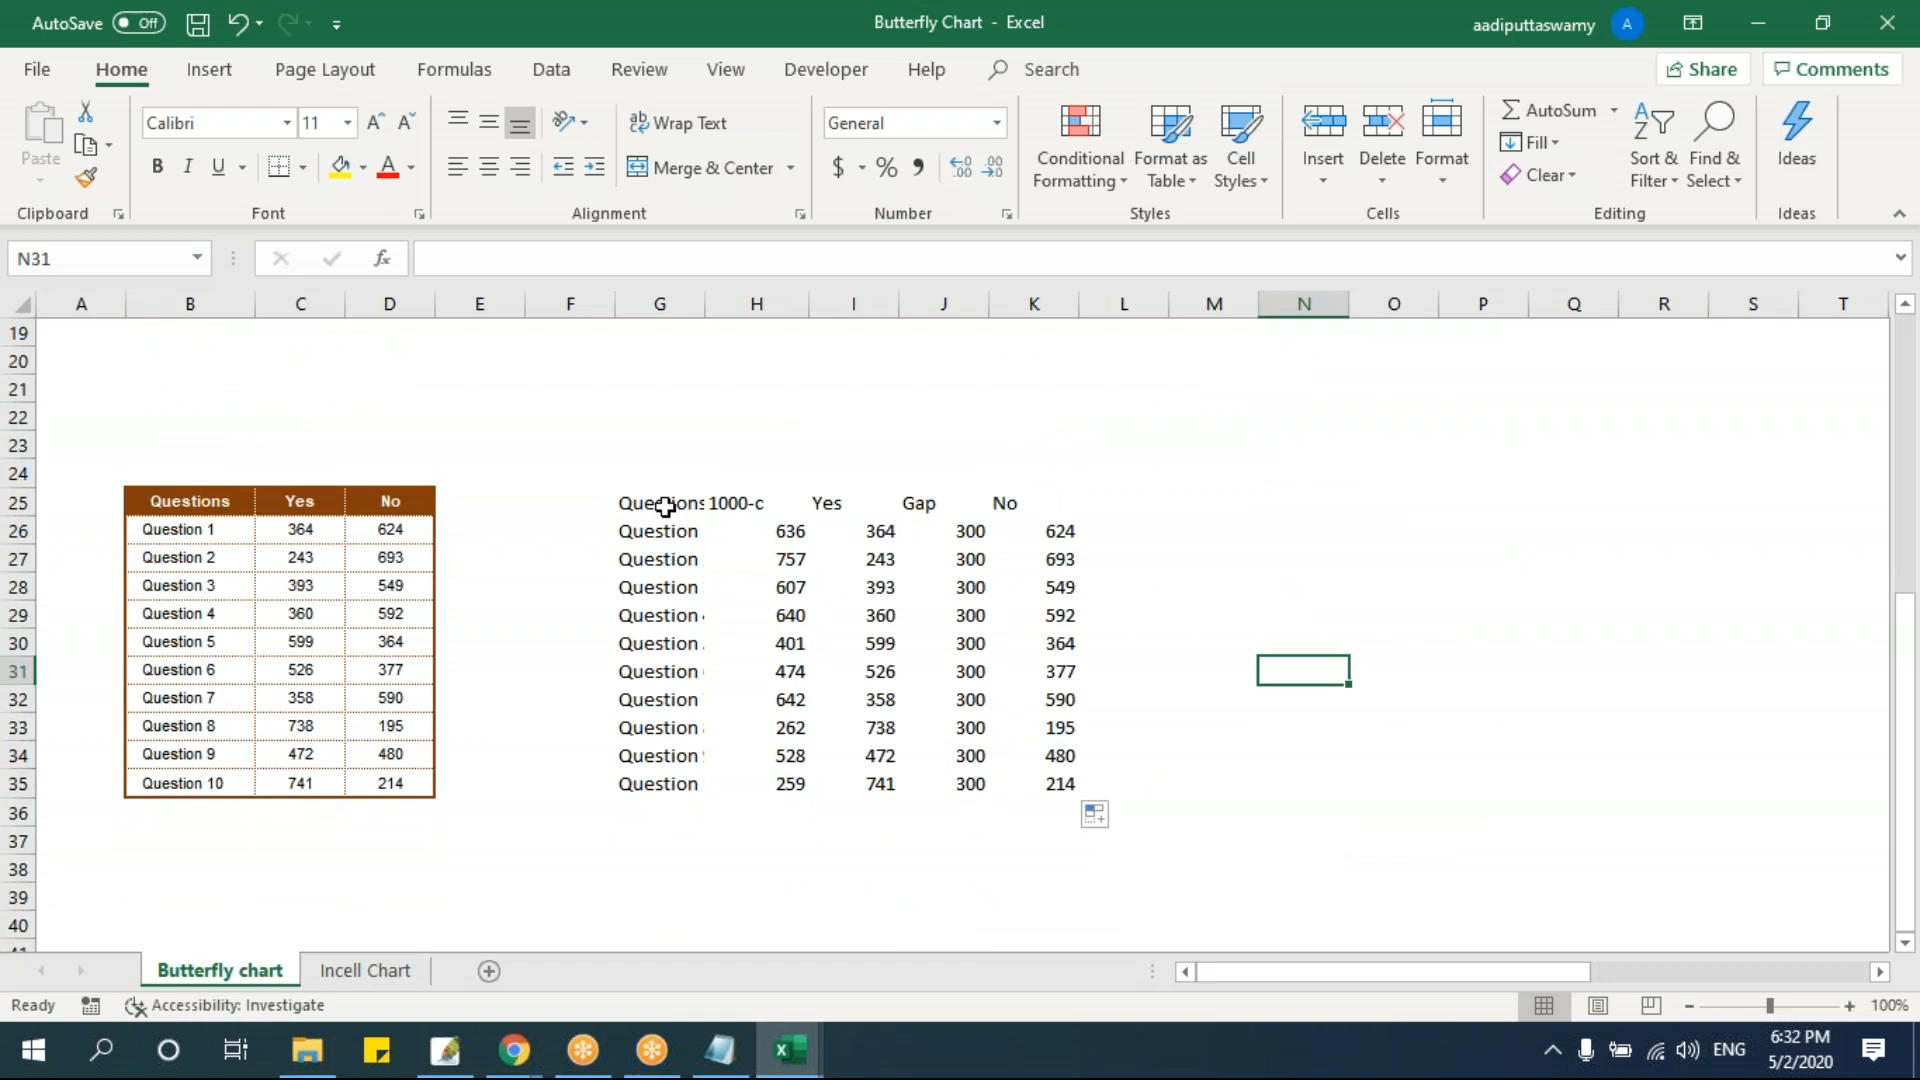 AutoSave Off
Butterfly Chart - Excel
aadiputtaswamy A
File Home Insert Page Layout Formulas Data Review View Developer Help Search
Share Comments
Paste
Clipboard
Calibri 11
B I U
Font
Wrap Text
Merge & Center
Alignment
General
$ % ,
Number
Conditional Formatting
Format as Table
Cell Styles
Styles
Insert Delete Format
Cells
AutoSum
Fill
Clear
Sort & Filter
Find & Select
Editing
Ideas
Ideas
N31
fx
A B C D E F G H I J K L M N O P Q R S T
19
20
21
22
23
24
25 Questions Yes No Questions 1000-c Yes Gap No
26 Question 1 364 624 Question 636 364 300 624
27 Question 2 243 693 Question 757 243 300 693
28 Question 3 393 549 Question 607 393 300 549
29 Question 4 360 592 Question 640 360 300 592
30 Question 5 599 364 Question 401 599 300 364
31 Question 6 526 377 Question 474 526 300 377
32 Question 7 358 590 Question 642 358 300 590
33 Question 8 738 195 Question 262 738 300 195
34 Question 9 472 480 Question 528 472 300 480
35 Question 10 741 214 Question 259 741 300 214
36
37
38
39
40
Butterfly chart Incell Chart
Ready Accessibility: Investigate 100%
ENG 6:32 PM
5/2/2020